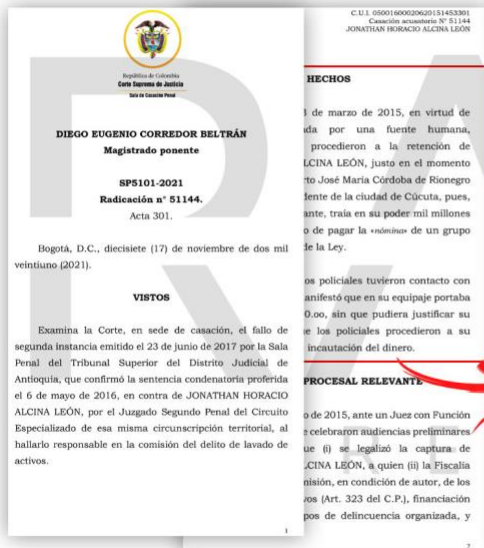 República de Colombia
Corte Suprema de Justicia
Sala de Casación Penal
DIEGO EUGENIO CORREDOR BELTRÁN
Magistrado ponente
SP5101-2021
Radicación n° 51144.
Acta 301.
Bogotá, D.C., diecisiete (17) de noviembre de dos mil
veintiuno (2021).
VISTOS
Examina la Corte, en sede de casación, el fallo de
segunda instancia emitido el 23 de junio de 2017 por la Sala
Penal del Tribunal Superior del Distrito Judicial de
Antioquia, que confirmó la sentencia condenatoria proferida
el 6 de mayo de 2016, en contra de JONATHAN HORACIO
ALCINA LEÓN, por el Juzgado Segundo Penal del Circuito
Especializado de esa misma circunscripción territorial, al
hallarlo responsable en la comisión del delito de lavado de
activos.
1
C.U.I. 05001600020620151453301
Casación acusatorio N° 51144
JONATHAN HORACIO ALCINA LEÓN
HECHOS
de marzo de 2015, en virtud de
da por una fuente humana,
procedieron a la retención de
LCINA LEÓN, justo en el momento
to José María Córdoba de Rionegro
dente de la ciudad de Cúcuta, pues,
ante, traía en su poder mil millones
o de pagar la «nómina» de un grupo
de la Ley.
os policiales tuvieron contacto con
anifestó que en su equipaje portaba
0.oo, sin que pudiera justificar su
e los policiales procedieron a su
incautación del dinero.
PROCESAL RELEVANTE
o de 2015, ante un Juez con Función
e celebraron audiencias preliminares
ue (i) se legalizó la captura de
LCINA LEÓN, a quien (ii) la Fiscalía
misión, en condición de autor, de los
vos (Art. 323 del C.P.), financiación
pos de delincuencia organizada, y
2